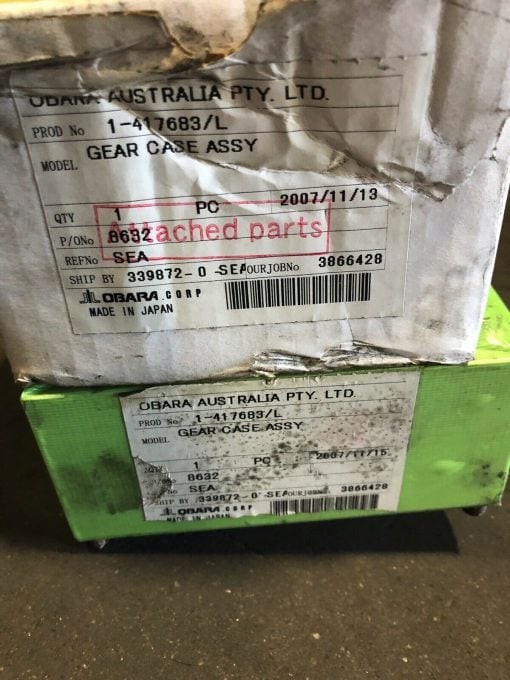 OBARA AUSTRALIA PTY. LTD.
PROD No 1-417683/L
MODEL GEAR CASE ASSY
QTY 1 PC 2007/11/13
P/ONo 8632
Attached parts
REFNo SEA
SHIP BY 339872-0-SEA OURJOBNo 3866428
OBARA.CORP
MADE IN JAPAN
OBARA AUSTRALIA PTY. LTD.
PROD No 1-417683/L
MODEL GEAR CASE ASSY
QTY 1 PC 2007/11/15
P/ONo 8632
No SEA
SHIP BY 339872-0-SEA OURJOBNo 3866428
OBARA CORP
MADE IN JAPAN